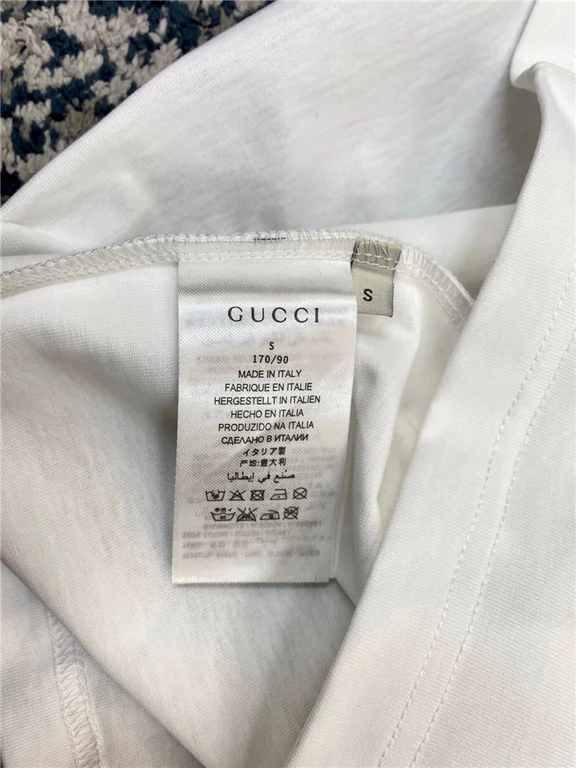 GUCCI
S
170/90
MADE IN ITALY
FABRIQUE EN ITALIE
HERGESTELLT IN ITALIEN
HECHO EN ITALIA
PRODUZIDO NA ITALIA
СДЕЛАНО В ИТАЛИИ
イタリア製
产地:意大利
صنع في إيطاليا
S